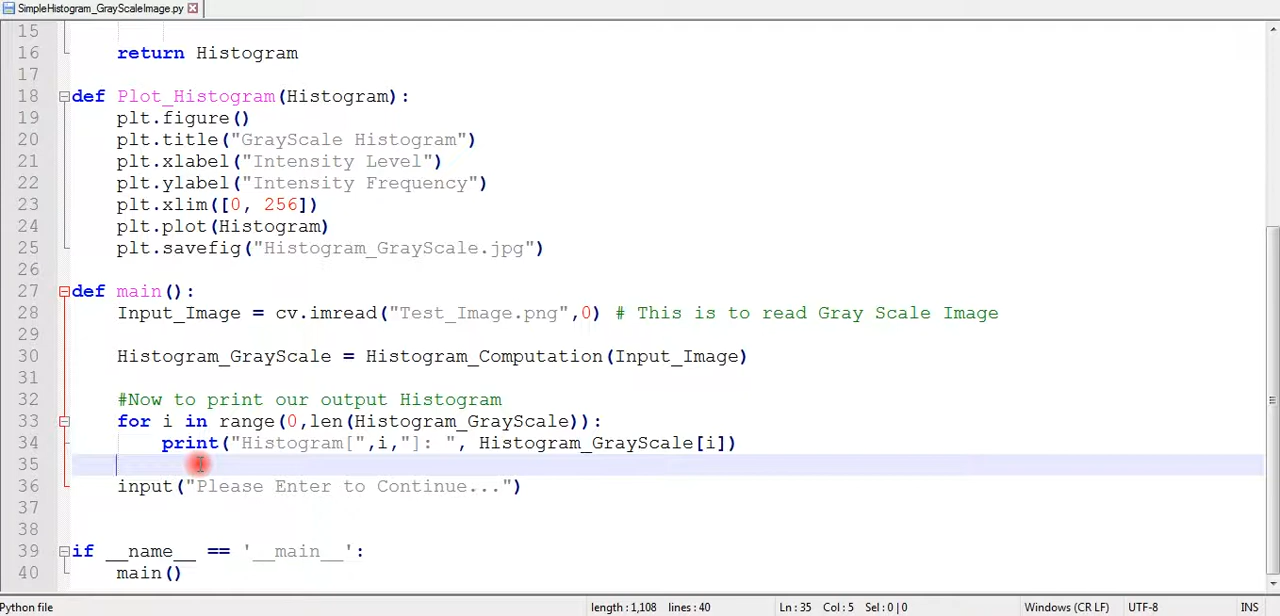 SimpleHistogram_GrayScaleImage.py
15
16 return Histogram
17
18 def Plot_Histogram(Histogram):
19 plt.figure()
20 plt.title("GrayScale Histogram")
21 plt.xlabel("Intensity Level")
22 plt.ylabel("Intensity Frequency")
23 plt.xlim([0, 256])
24 plt.plot(Histogram)
25 plt.savefig("Histogram_GrayScale.jpg")
26
27 def main():
28 Input_Image = cv.imread("Test_Image.png",0) # This is to read Gray Scale Image
29
30 Histogram_GrayScale = Histogram_Computation(Input_Image)
31
32 #Now to print our output Histogram
33 for i in range(0,len(Histogram_GrayScale)):
34 print("Histogram[",i,"]: ", Histogram_GrayScale[i])
35
36 input("Please Enter to Continue...")
37
38
39 if __name__ == '__main__':
40 main()
Python file length : 1,108 lines : 40 Ln : 35 Col : 5 Sel : 0 | 0 Windows (CR LF) UTF-8 INS